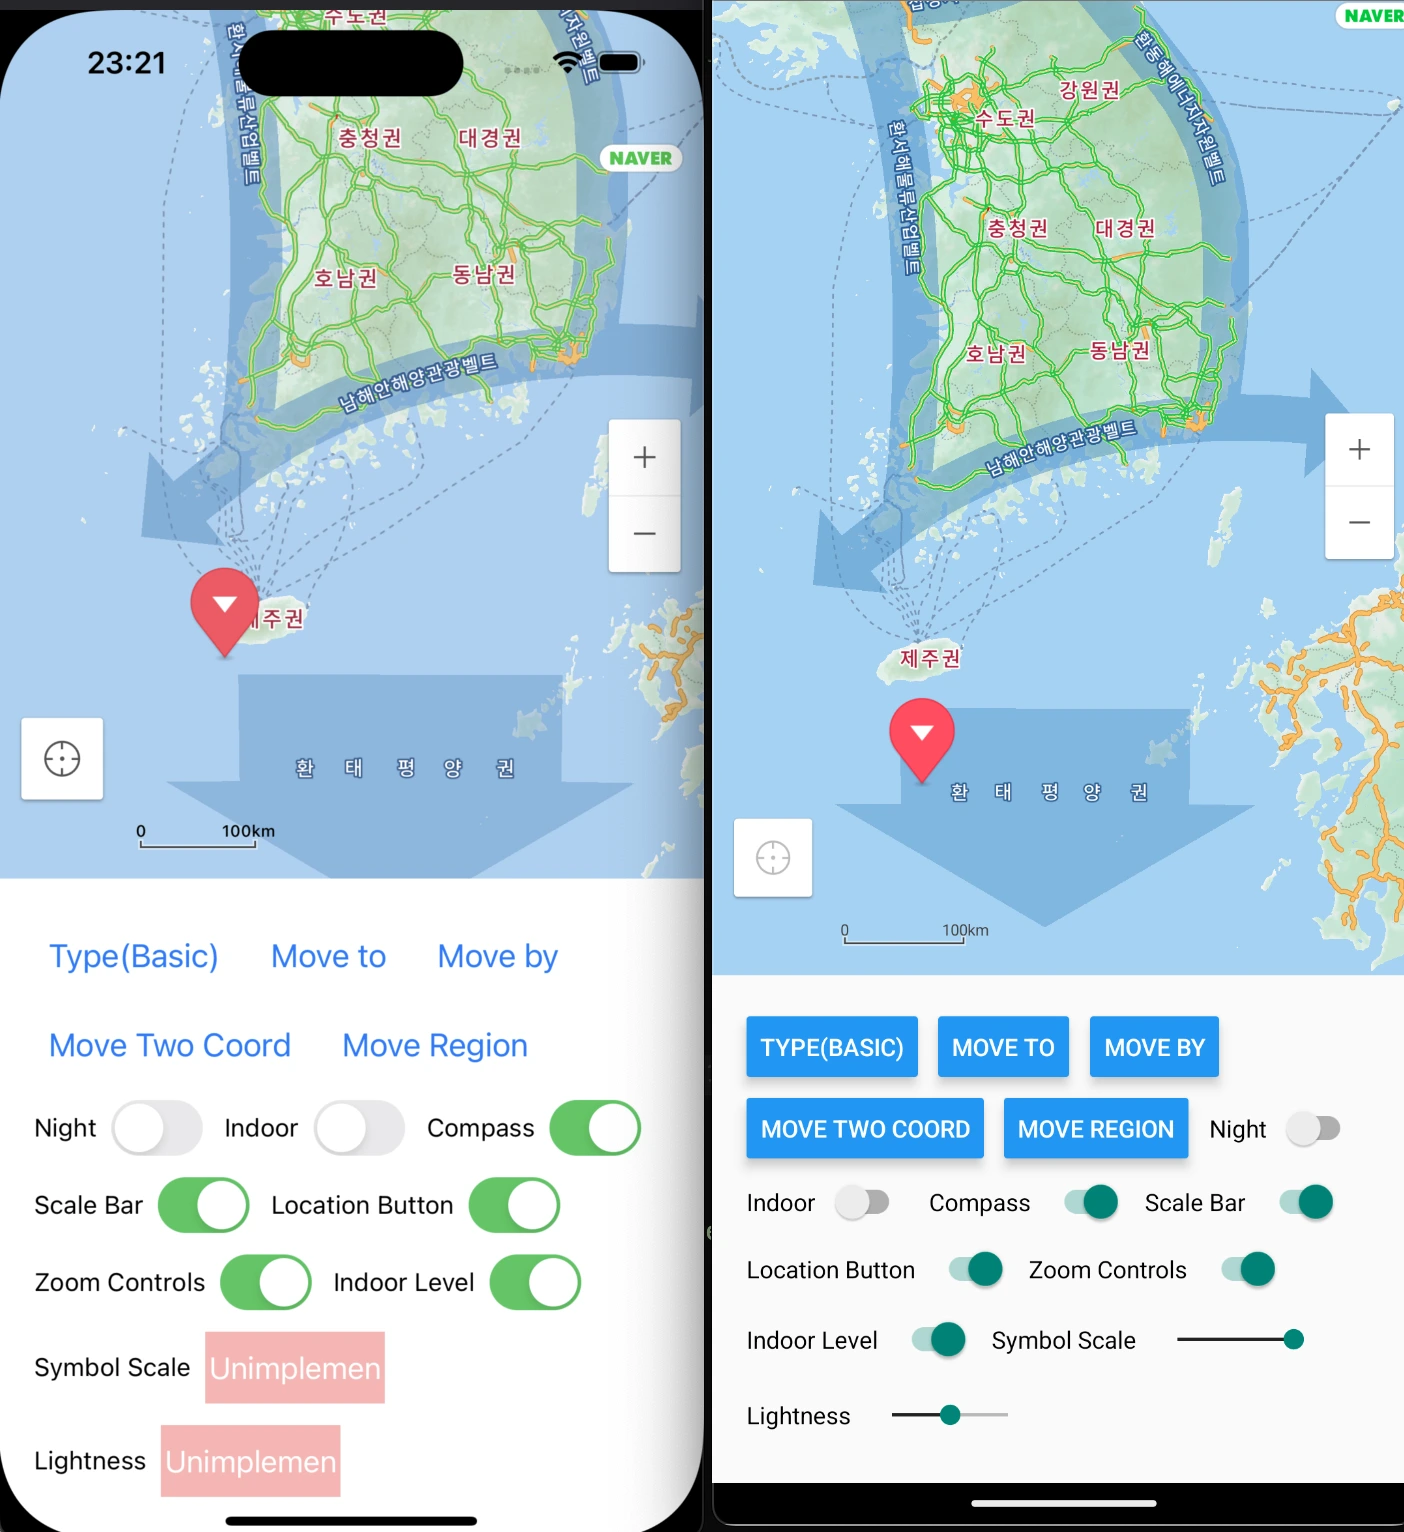 23:21
수도권
환서해물류산업벨트
충청권
대경권
NAVER
호남권
동남권
남해안해양관광벨트
제주권
환 태 평 양 권
0 100km
Type(Basic) Move to Move by
Move Two Coord Move Region
Night Indoor Compass
Scale Bar Location Button
Zoom Controls Indoor Level
Symbol Scale Unimplemen
Lightness Unimplemen
NAVER
환동해에너지자원벨트
강원권
수도권
환서해물류산업벨트
충청권
대경권
호남권
동남권
남해안해양관광벨트
제주권
환 태 평 양 권
0 100km
TYPE(BASIC) MOVE TO MOVE BY
MOVE TWO COORD MOVE REGION Night
Indoor Compass Scale Bar
Location Button Zoom Controls
Indoor Level Symbol Scale
Lightness